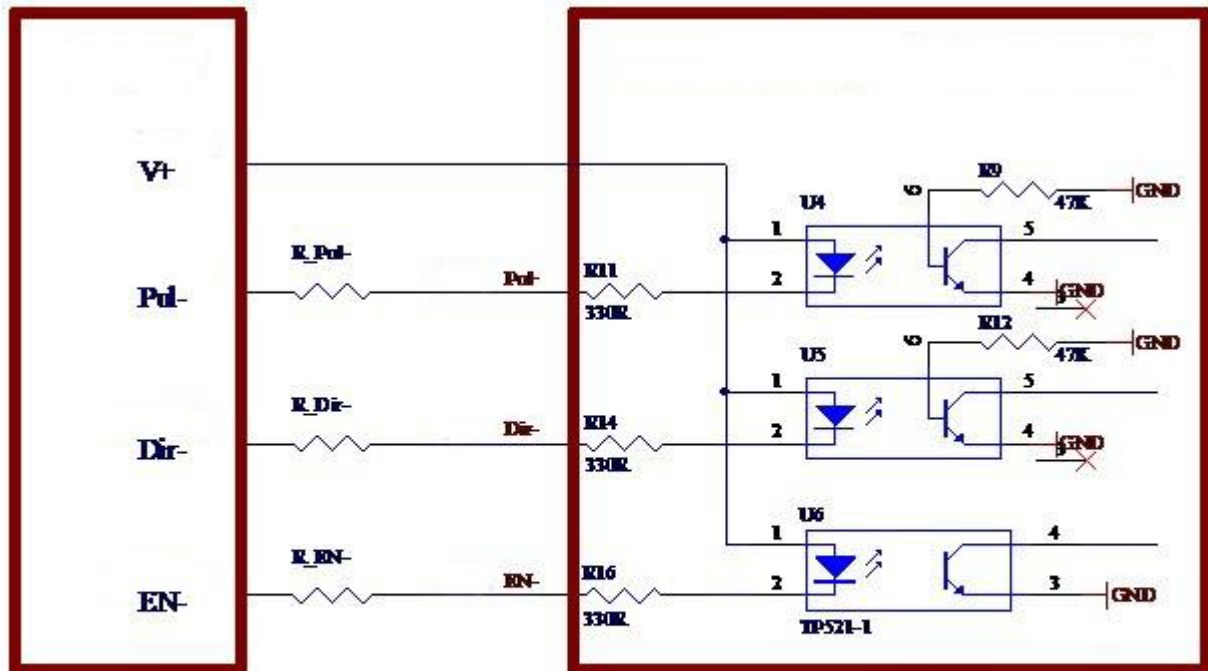 V+
R9
GND
6
47K
U4
1
5
R_Pul-
Pul-
R11
2
4
GND
Pul-
330R
3
R12
GND
6
47K
U5
1
5
R_Dir-
Dir-
R14
2
4
GND
Dir-
330R
3
U6
1
4
R_EN-
EN-
R16
2
3
GND
EN-
330R
TP521-1